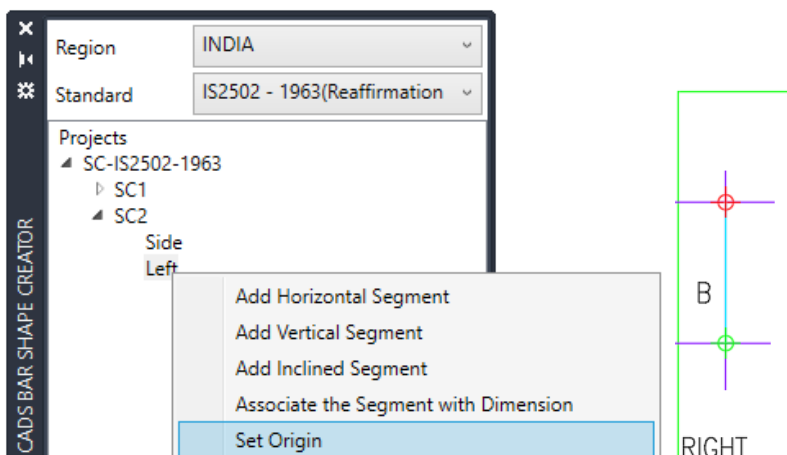 Region INDIA
Standard IS2502 - 1963(Reaffirmation
Projects
SC-IS2502-1963
SC1
SC2
Side
Left
Add Horizontal Segment
Add Vertical Segment
Add Inclined Segment
Associate the Segment with Dimension
Set Origin
CADS BAR SHAPE CREATOR
B
RIGHT